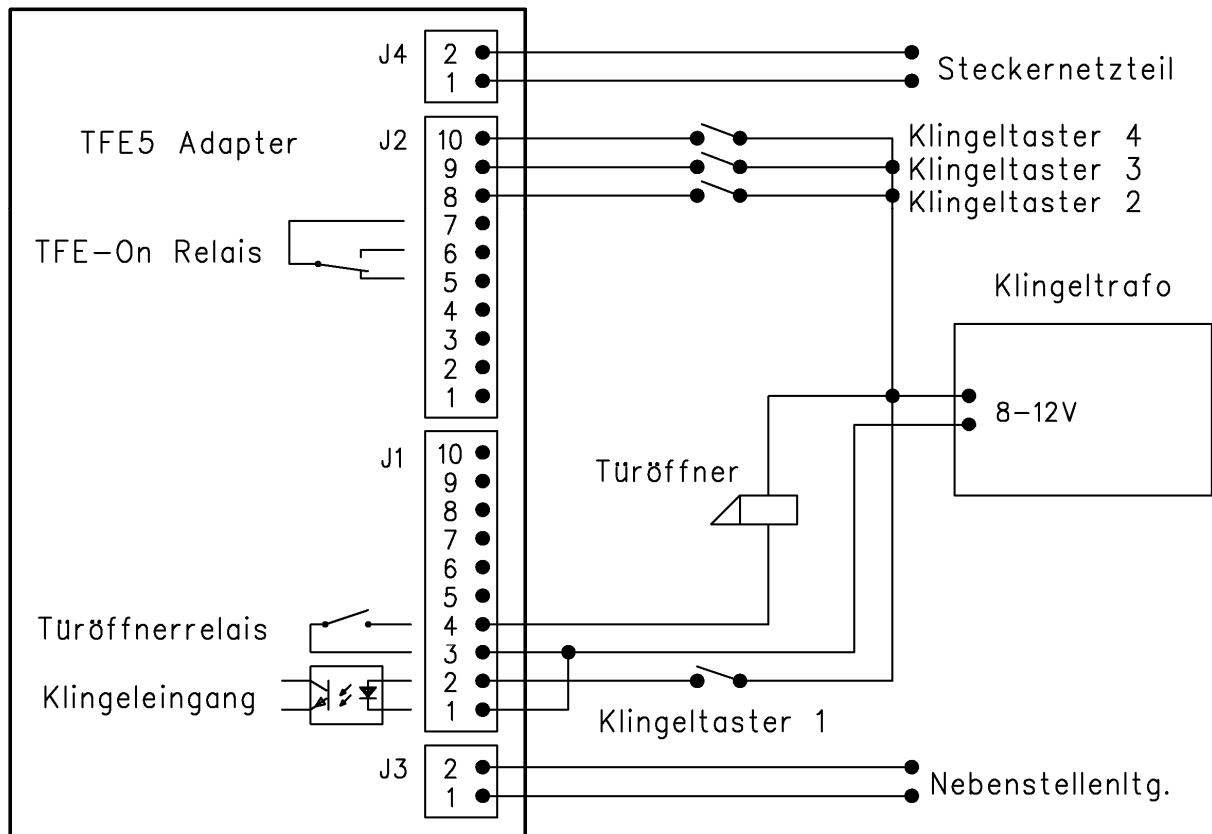 J4
2
1
Steckernetzteil
TFE5 Adapter
J2
10
9
8
7
6
5
4
3
2
1
Klingeltaster 4
Klingeltaster 3
Klingeltaster 2
TFE-On Relais
Klingeltrafo
8-12V
J1
10
9
8
7
6
5
4
3
2
1
Türöffner
Türöffnerrelais
Klingeleingang
Klingeltaster 1
J3
2
1
Nebenstellenltg.